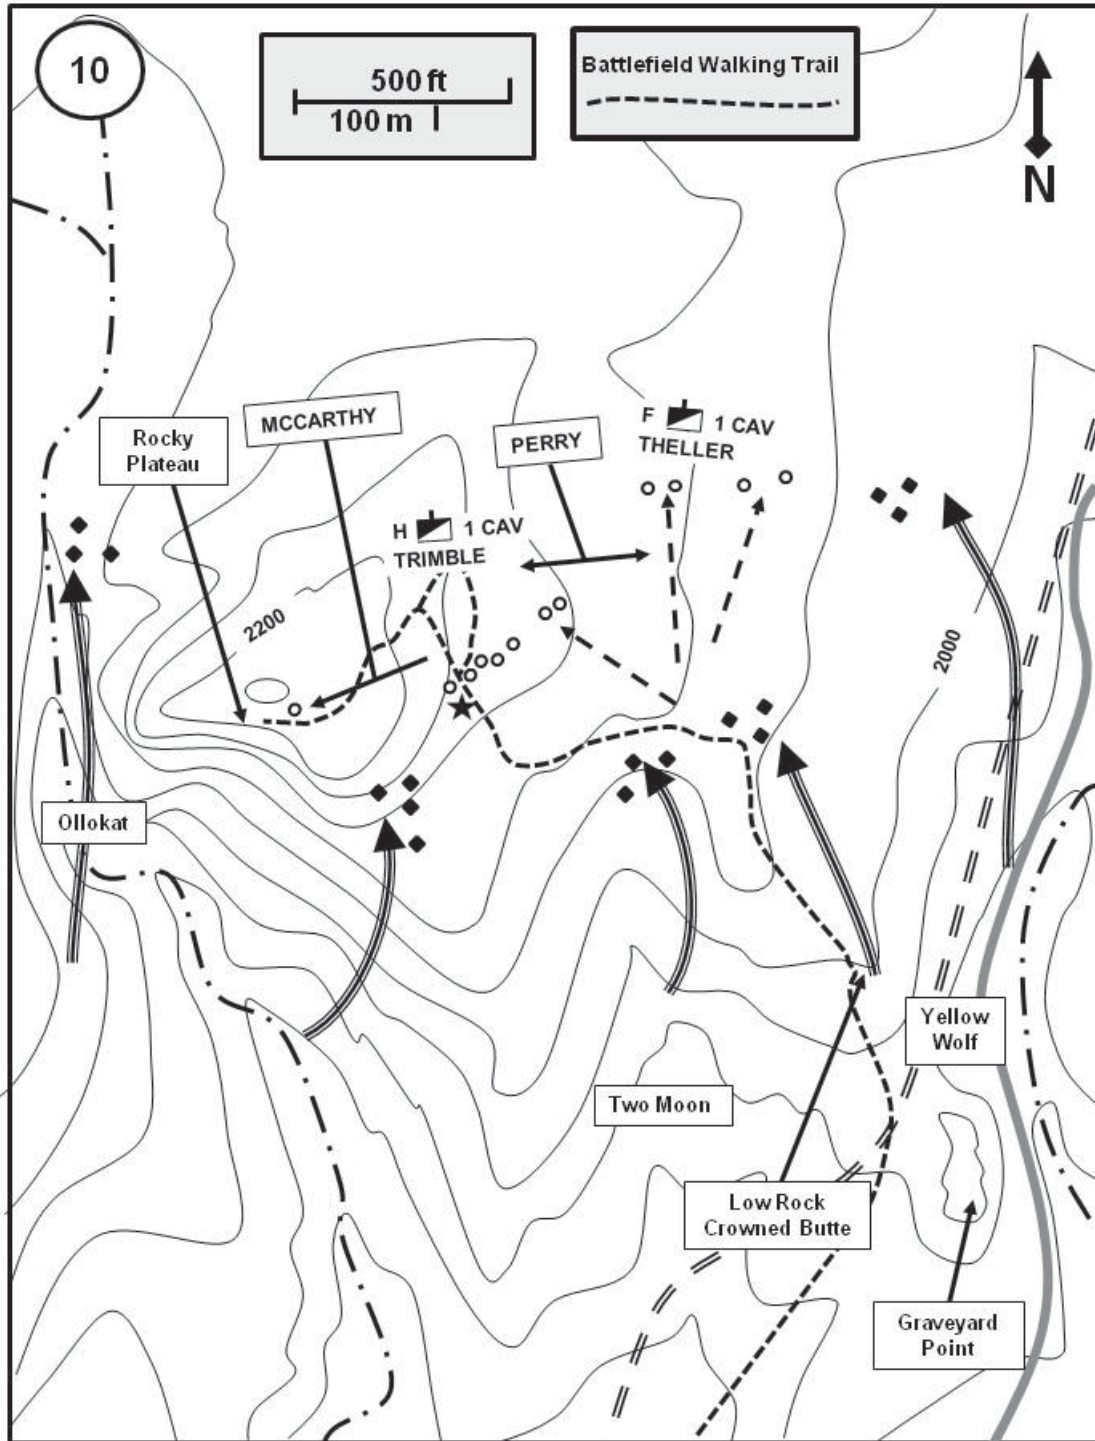 10
500 ft
100 m
Battlefield Walking Trail
N
MCCARTHY
Rocky
Plateau
PERRY
F 1 CAV
THELLER
H 1 CAV
TRIMBLE
2200
2000
Ollokat
Yellow
Wolf
Two Moon
Low Rock
Crowned Butte
Graveyard
Point